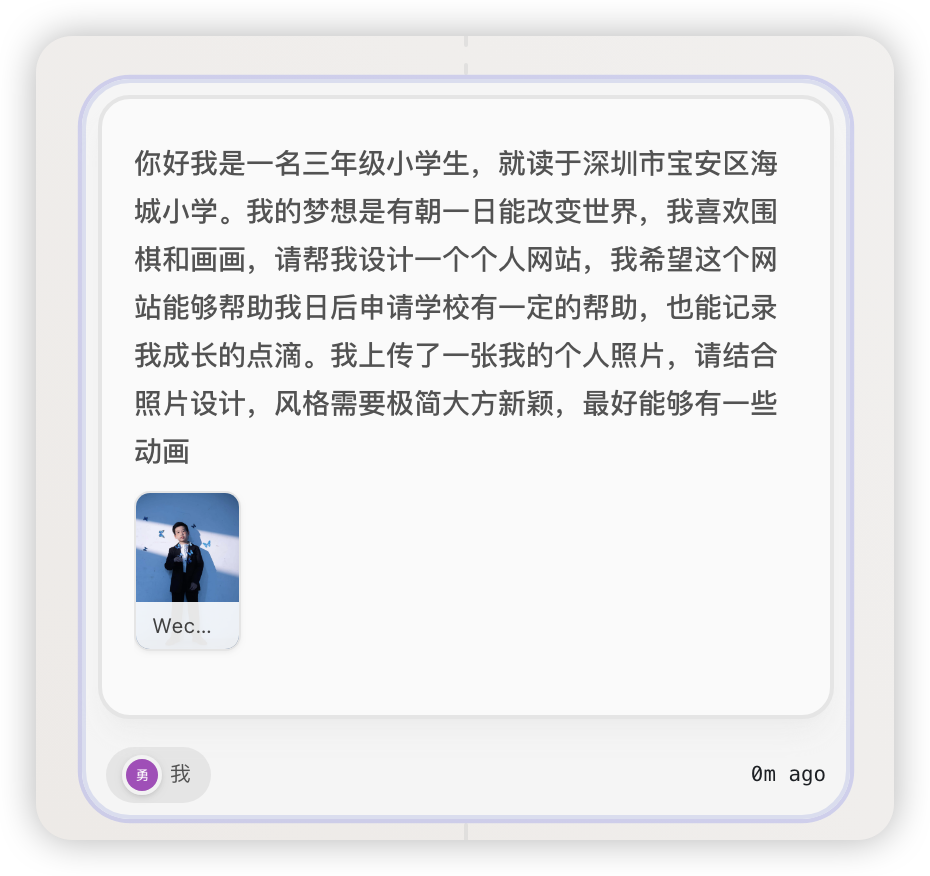 你好我是一名三年级小学生，就读于深圳市宝安区海
城小学。我的梦想是有朝一日能改变世界，我喜欢围
棋和画画，请帮我设计一个个人网站，我希望这个网
站能够帮助我日后申请学校有一定的帮助，也能记录
我成长的点滴。我上传了一张我的个人照片，请结合
照片设计，风格需要极简大方新颖，最好能够有一些
动画
Wec...
勇 我
0m ago